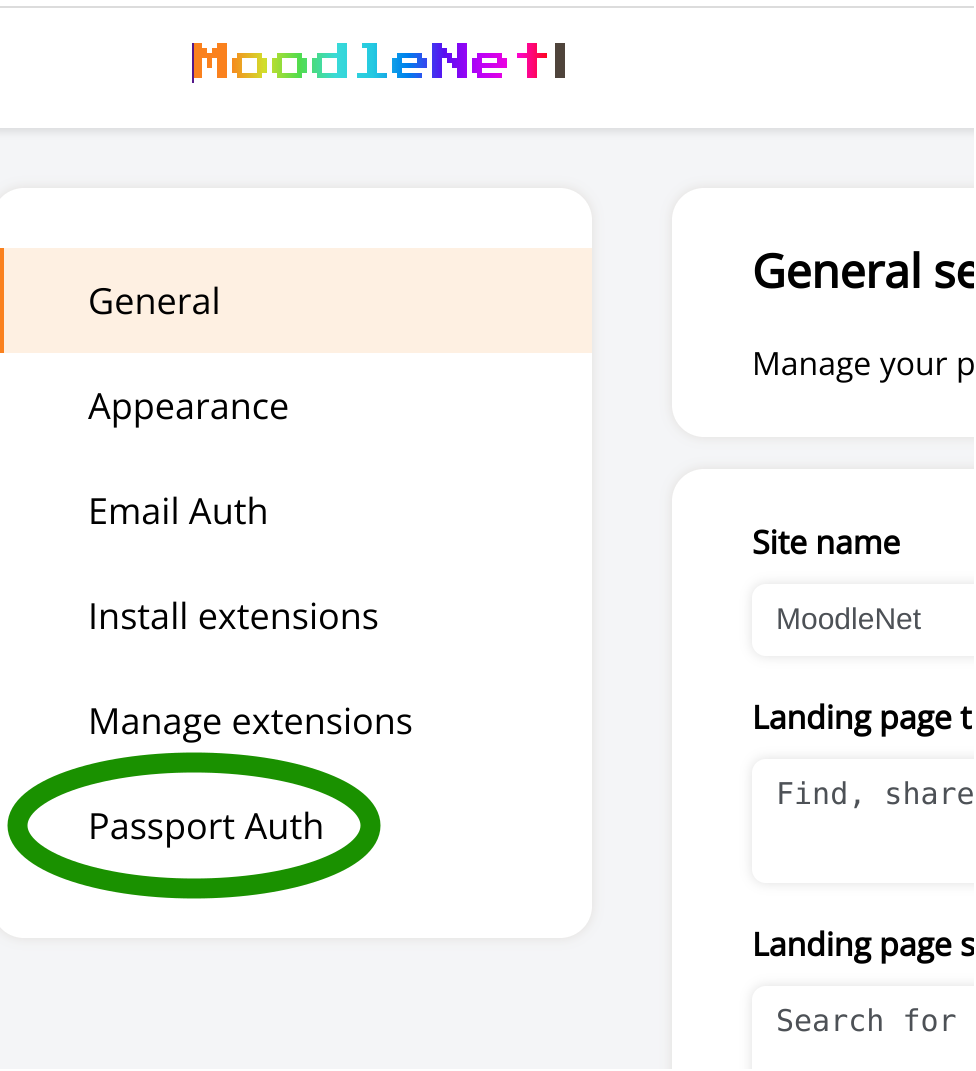 MoodleNet
General
Appearance
Email Auth
Install extensions
Manage extensions
Passport Auth
General se
Manage your p
Site name
MoodleNet
Landing page t
Find, share
Landing page s
Search for